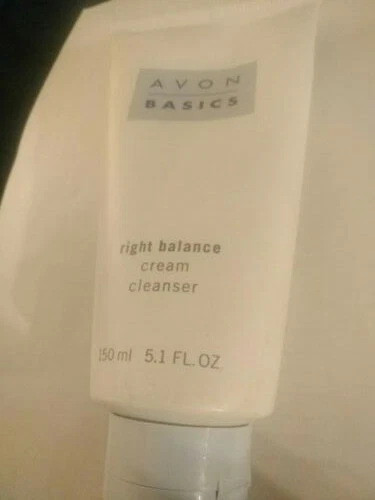 AVON
BASICS
right balance
cream
cleanser
150 ml 5.1 FL.OZ.